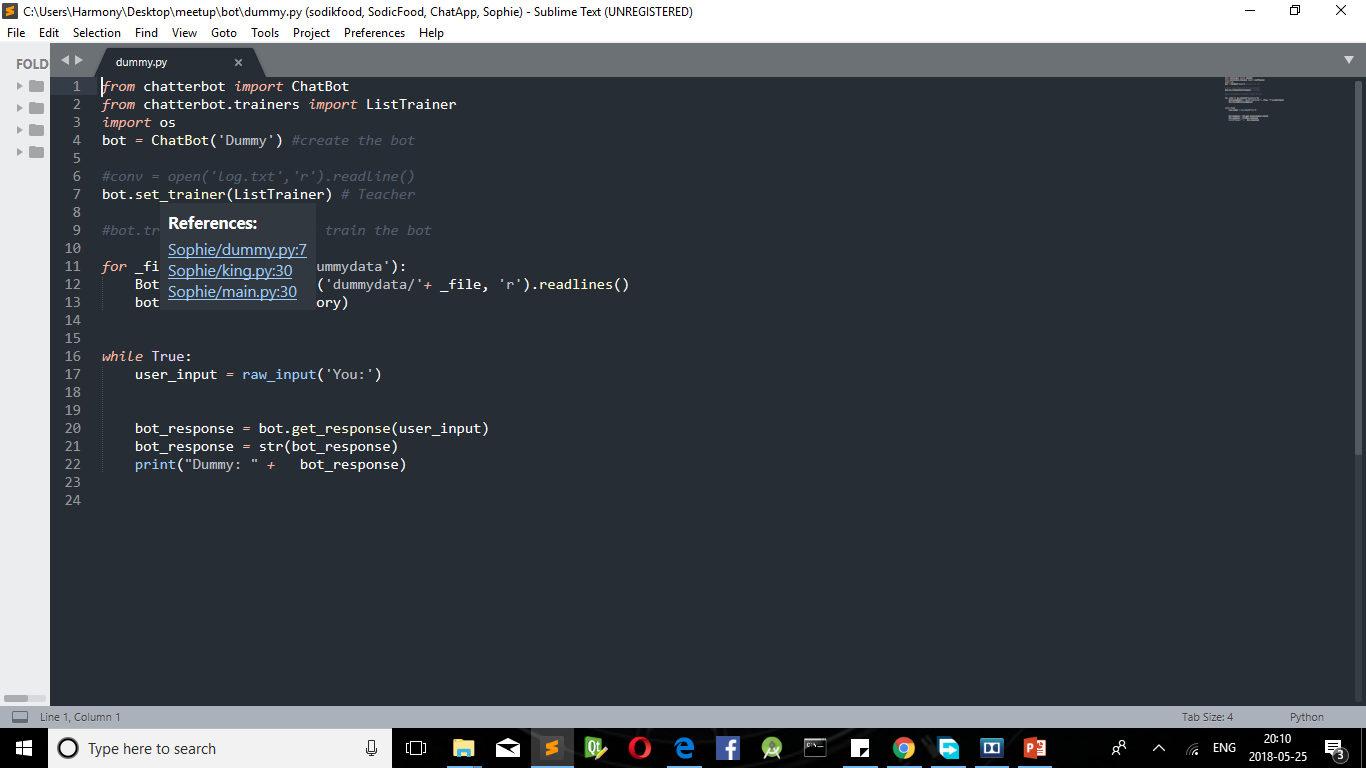 C:\Users\Harmony\Desktop\meetup\bot\dummy.py (sodikfood, SodicFood, ChatApp, Sophie) - Sublime Text (UNREGISTERED)
File Edit Selection Find View Goto Tools Project Preferences Help
FOLD
dummy.py
1 from chatterbot import ChatBot
2 from chatterbot.trainers import ListTrainer
3 import os
4 bot = ChatBot('Dummy') #create the bot
5
6 #conv = open('log.txt','r').readline()
7 bot.set_trainer(ListTrainer) # Teacher
8
9 #bot.tr train the bot
10
11 for _fi ummydata'):
12 Bot ('dummydata/'+ _file, 'r').readlines()
13 bot ory)
14
15
16 while True:
17 user_input = raw_input('You:')
18
19
20 bot_response = bot.get_response(user_input)
21 bot_response = str(bot_response)
22 print("Dummy: " + bot_response)
23
24
References:
Sophie/dummy.py:7
Sophie/king.py:30
Sophie/main.py:30
Line 1, Column 1
Tab Size: 4
Python
Type here to search
ENG
20:10
2018-05-25
3